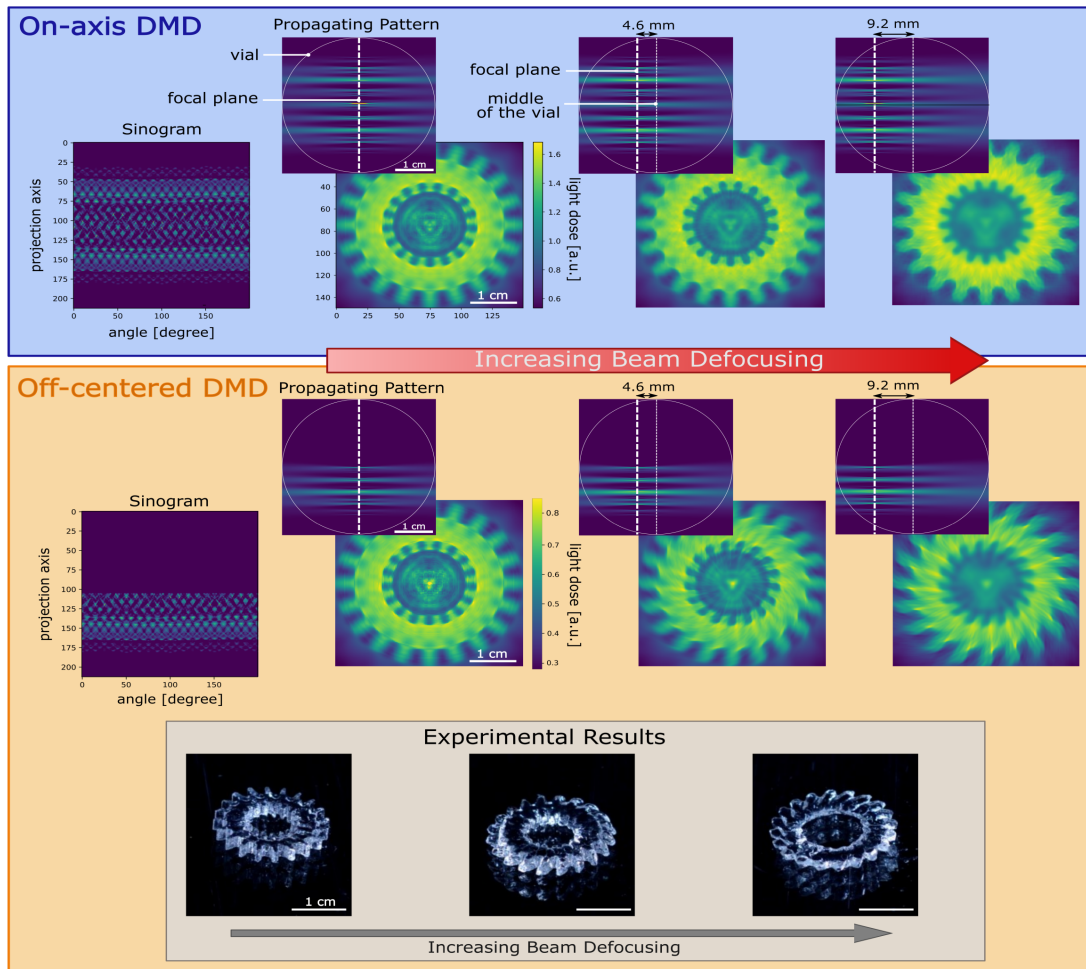 On-axis DMD
Propagating Pattern
4.6 mm
9.2 mm
vial
focal plane
focal plane
middle
of the vial
1 cm
Sinogram
projection axis
0
25
50
75
100
125
150
175
200
0
50
100
150
angle [degree]
40
60
80
100
120
140
0
25
50
75
100
125
1 cm
light dose [a.u.]
1.6
1.4
1.2
1.0
0.8
0.6
Increasing Beam Defocusing
Off-centered DMD
Propagating Pattern
4.6 mm
9.2 mm
1 cm
Sinogram
projection axis
0
25
50
75
100
125
150
175
200
0
50
100
150
angle [degree]
1 cm
light dose [a.u.]
0.8
0.7
0.6
0.5
0.4
0.3
Experimental Results
1 cm
Increasing Beam Defocusing